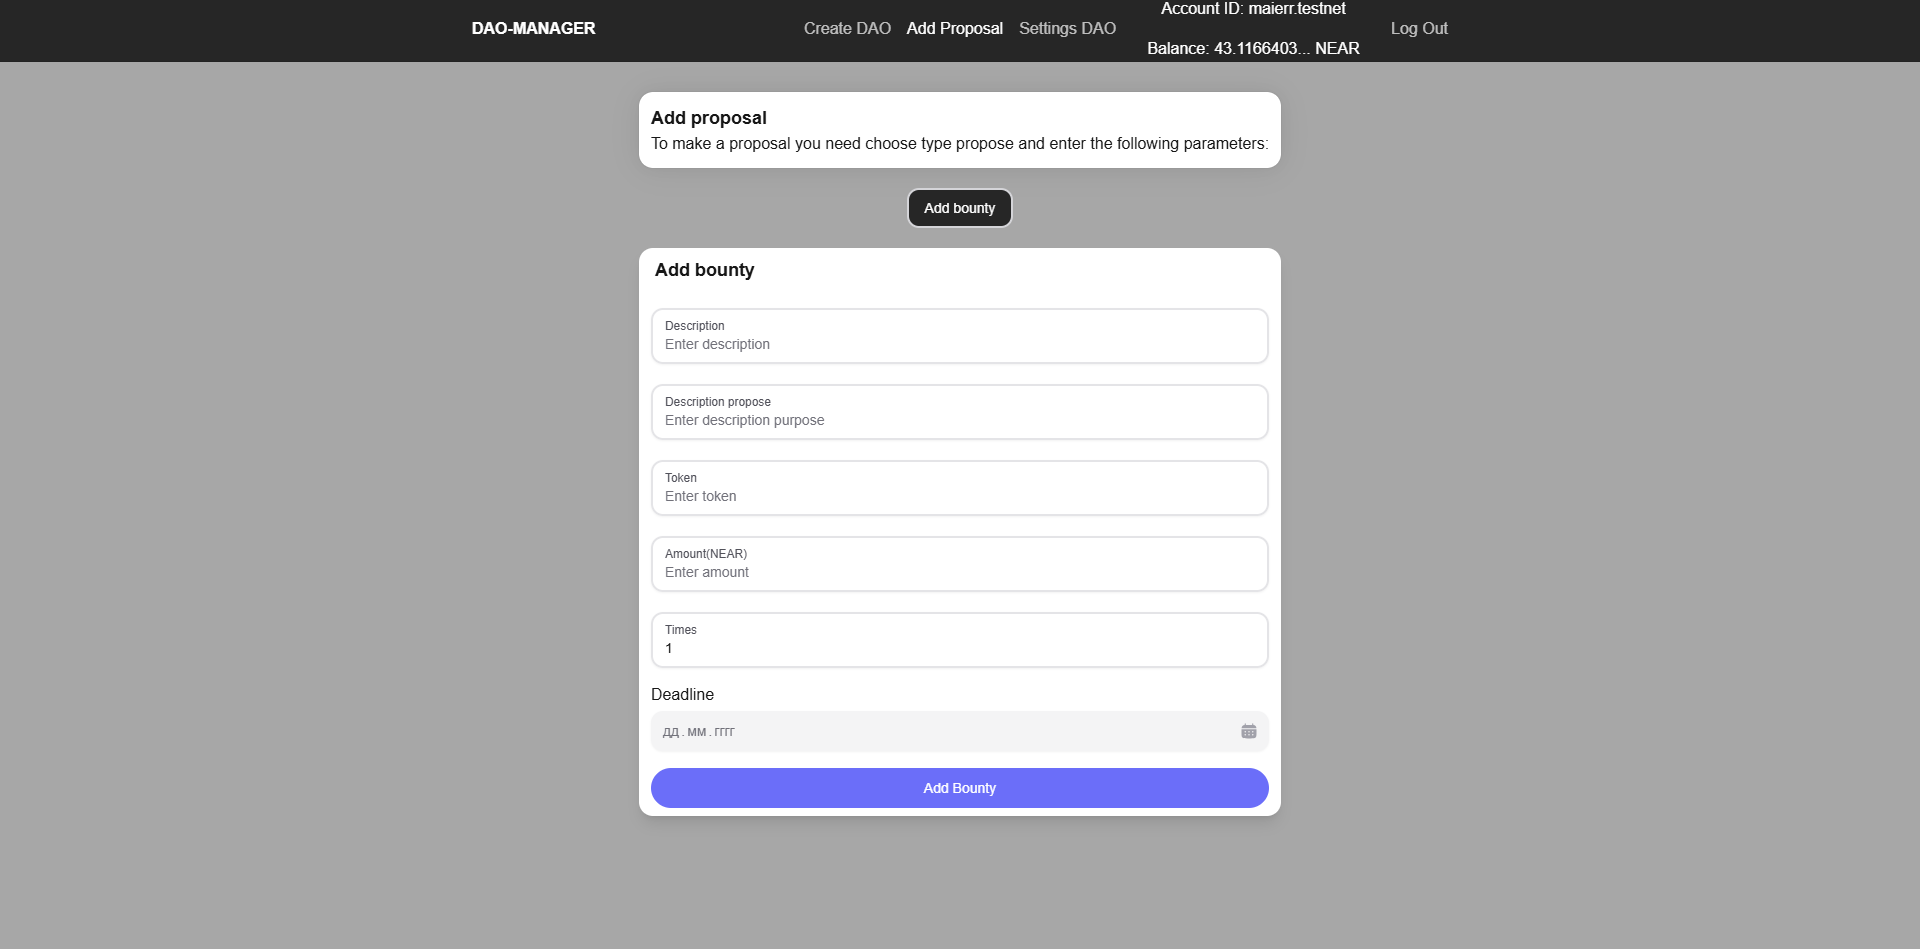 DAO-MANAGER
Create DAO
Add Proposal
Settings DAO
Account ID: maierr.testnet
Balance: 43.1166403... NEAR
Log Out
Add proposal
To make a proposal you need choose type propose and enter the following parameters:
Add bounty
Add bounty
Description
Enter description
Description propose
Enter description purpose
Token
Enter token
Amount(NEAR)
Enter amount
Times
1
Deadline
дд . мм . гггг
Add Bounty